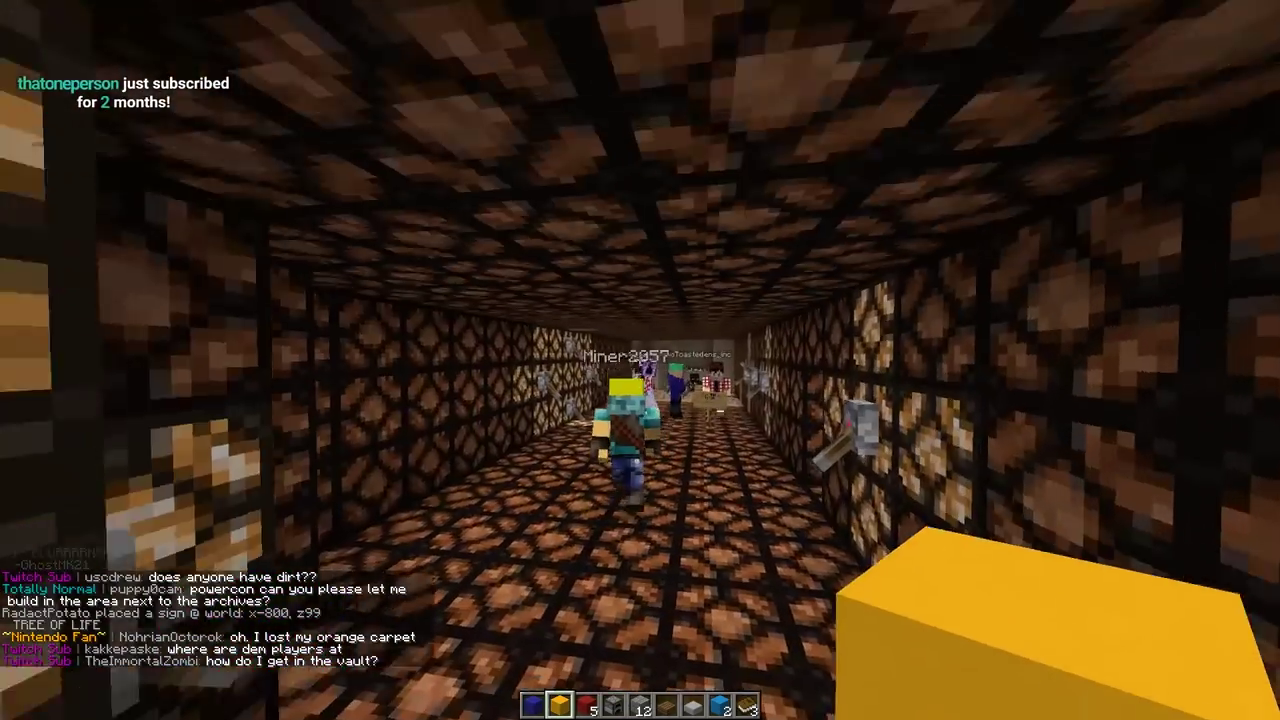 thatoneperson just subscribed
for 2 months!
Miner2057
-GhostMK21
Twitch Sub | uscdrew: does anyone have dirt??
Totally Normal | puppy0cam: powercon can you please let me
build in the area next to the archives?
RadactPotato placed a sign @ world: x-800, z99
TREE OF LIFE
~Nintendo Fan~ | NohrianOctorok: oh. I lost my orange carpet
Twitch Sub | kakkepaske: where are dem players at
Twitch Sub | TheImmortalZombi: how do I get in the vault?
5 12 2 3